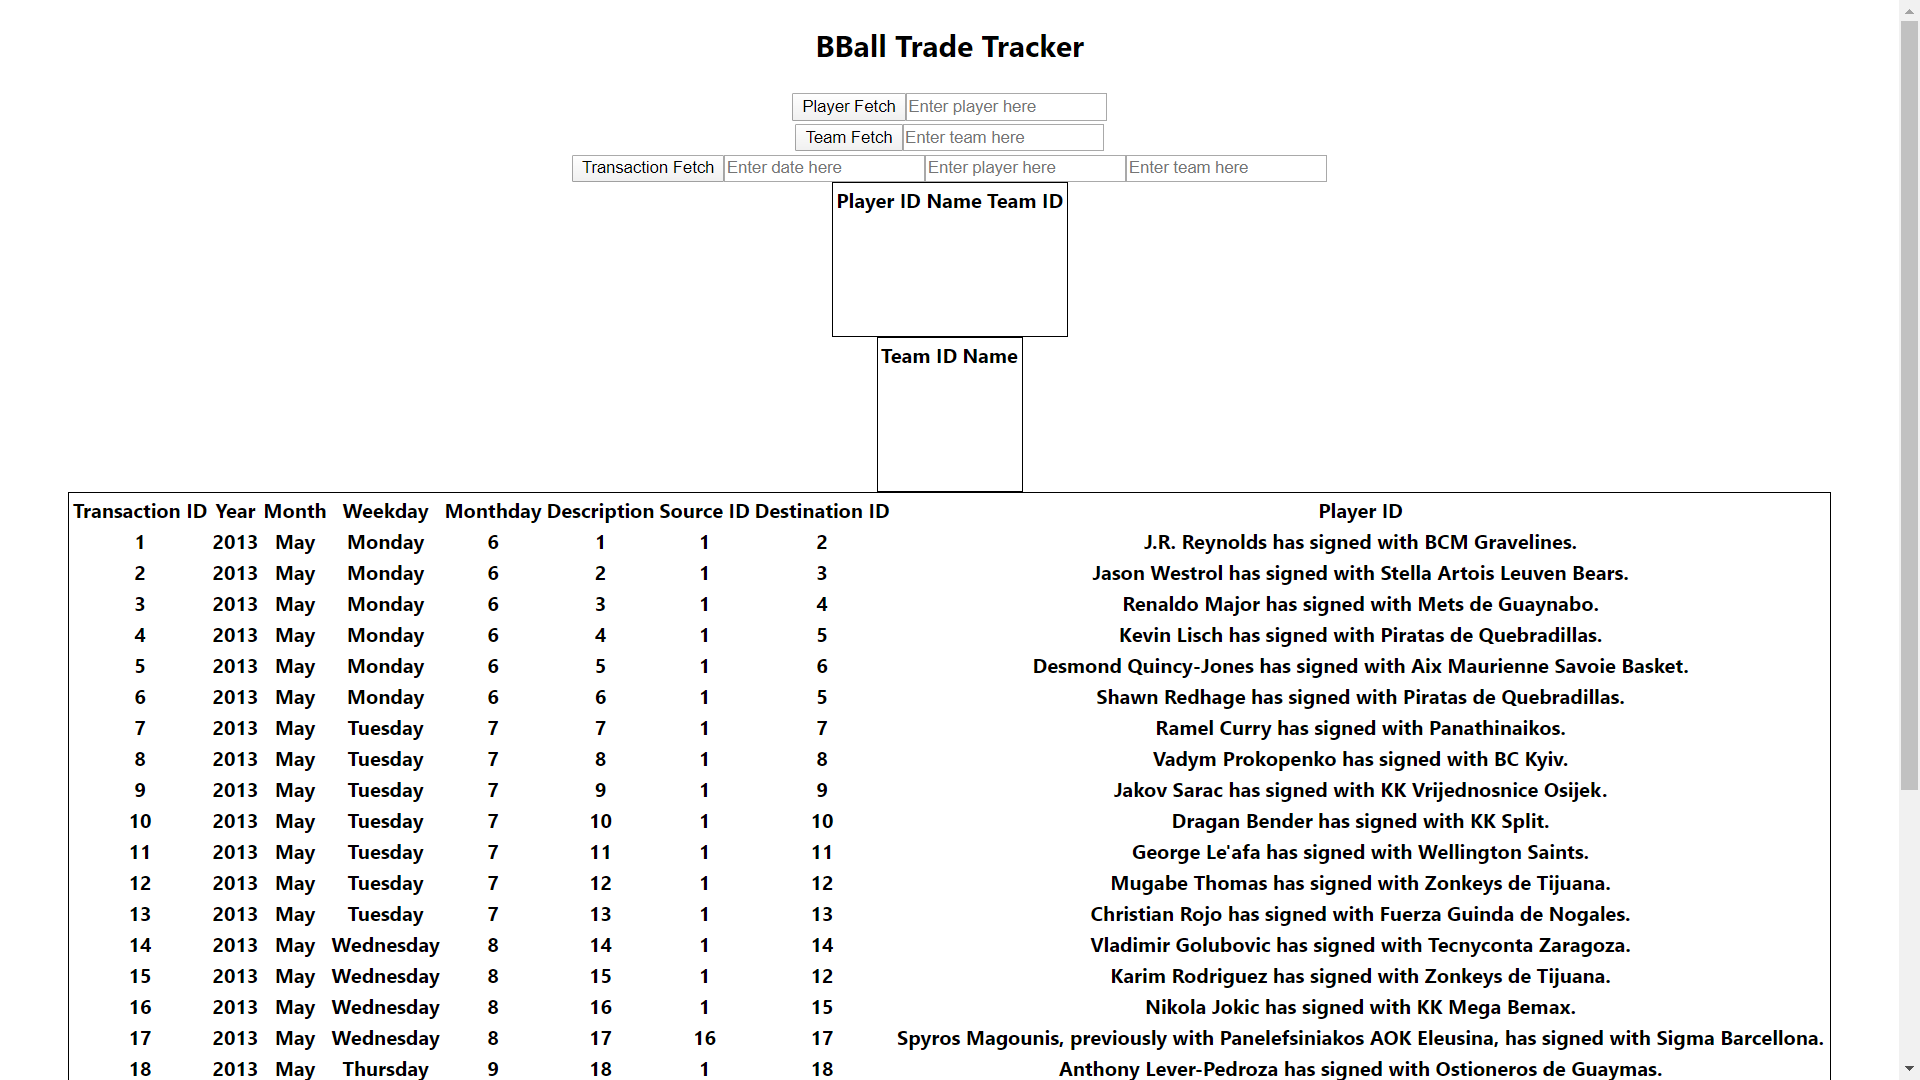 BBall Trade Tracker
Player Fetch Enter player here
Team Fetch Enter team here
Transaction Fetch Enter date here Enter player here Enter team here
Player ID Name Team ID
Team ID Name
Transaction ID Year Month Weekday Monthday Description Source ID Destination ID Player ID
1 2013 May Monday 6 1 1 2 J.R. Reynolds has signed with BCM Gravelines.
2 2013 May Monday 6 2 1 3 Jason Westrol has signed with Stella Artois Leuven Bears.
3 2013 May Monday 6 3 1 4 Renaldo Major has signed with Mets de Guaynabo.
4 2013 May Monday 6 4 1 5 Kevin Lisch has signed with Piratas de Quebradillas.
5 2013 May Monday 6 5 1 6 Desmond Quincy-Jones has signed with Aix Maurienne Savoie Basket.
6 2013 May Monday 6 6 1 5 Shawn Redhage has signed with Piratas de Quebradillas.
7 2013 May Tuesday 7 7 1 7 Ramel Curry has signed with Panathinaikos.
8 2013 May Tuesday 7 8 1 8 Vadym Prokopenko has signed with BC Kyiv.
9 2013 May Tuesday 7 9 1 9 Jakov Sarac has signed with KK Vrijednosnice Osijek.
10 2013 May Tuesday 7 10 1 10 Dragan Bender has signed with KK Split.
11 2013 May Tuesday 7 11 1 11 George Le'afa has signed with Wellington Saints.
12 2013 May Tuesday 7 12 1 12 Mugabe Thomas has signed with Zonkeys de Tijuana.
13 2013 May Tuesday 7 13 1 13 Christian Rojo has signed with Fuerza Guinda de Nogales.
14 2013 May Wednesday 8 14 1 14 Vladimir Golubovic has signed with Tecnyconta Zaragoza.
15 2013 May Wednesday 8 15 1 12 Karim Rodriguez has signed with Zonkeys de Tijuana.
16 2013 May Wednesday 8 16 1 15 Nikola Jokic has signed with KK Mega Bemax.
17 2013 May Wednesday 8 17 16 17 Spyros Magounis, previously with Panelefsiniakos AOK Eleusina, has signed with Sigma Barcellona.
18 2013 May Thursday 9 18 1 18 Anthony Lever-Pedroza has signed with Ostioneros de Guaymas.